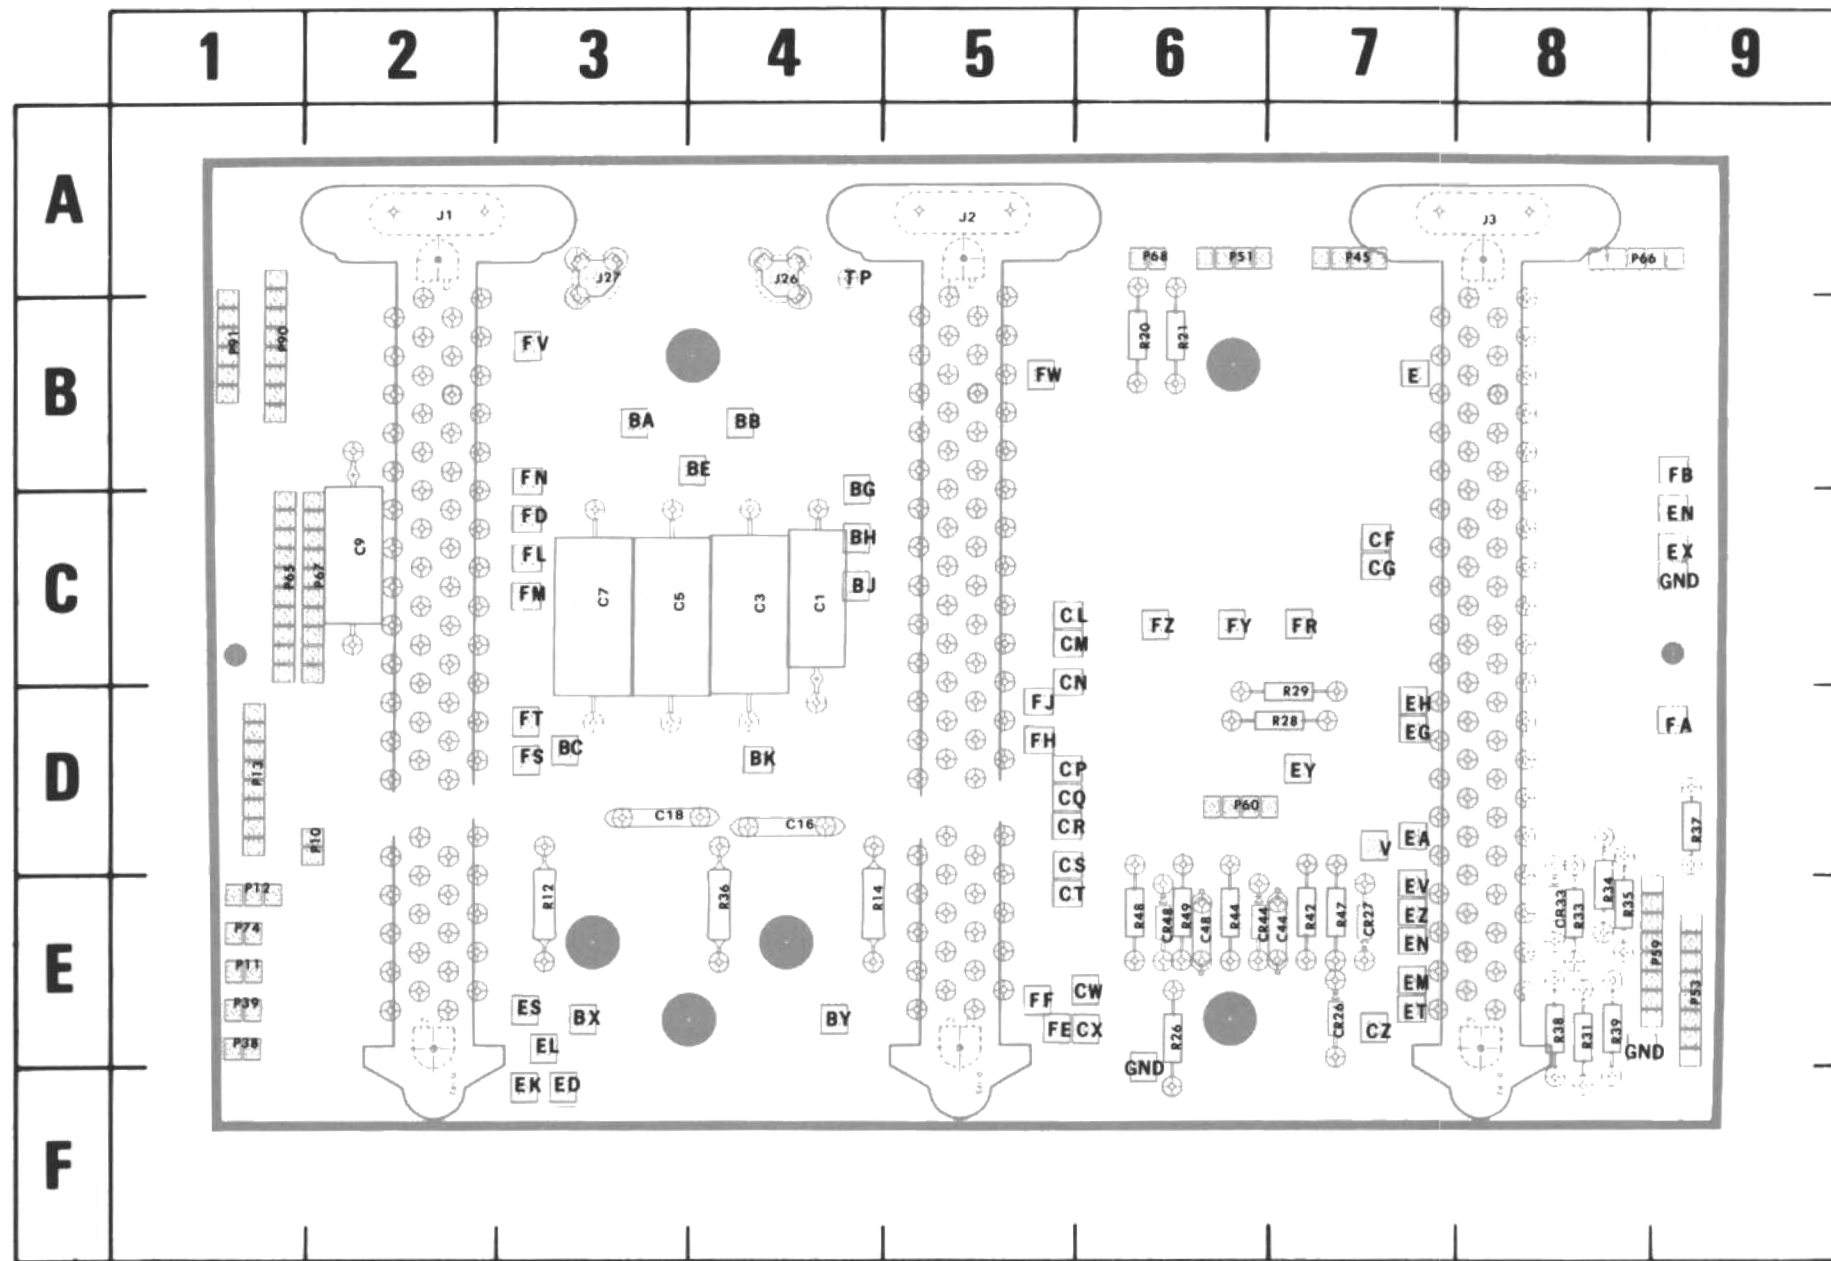 1 2 3 4 5 6 7 8 9
A
J1 J2 J3
J27 J26 TP P68 P51 P45 P66
B
P91 P90 FV R20 R21
FW E
BA BB
BE FB
FN BG
C
FD BH CF EN
C9 FL CG EX
P65 P67 FM C7 C5 C3 C1 BJ GND
CL FZ FY FR
CM
CN
D
R29
FJ EH
FT R28 EG FA
FS BC BK FH
P13 CP EY
CQ P60
C18 C16 CR R37
P10 V EA
CS
E
P12 CT EV
R12 R36 R14 R48 CR48 R49 C48 R44 CR44 C44 R42 R47 CR27 CR33 R33 R34 R35
EZ
P74 EN P59
P11 EM
FF CW P53
P39 ES BX BY ET
FE CX R26 CR26 CZ R38 R31 R39
P38 EL GND
GND
EK ED
F